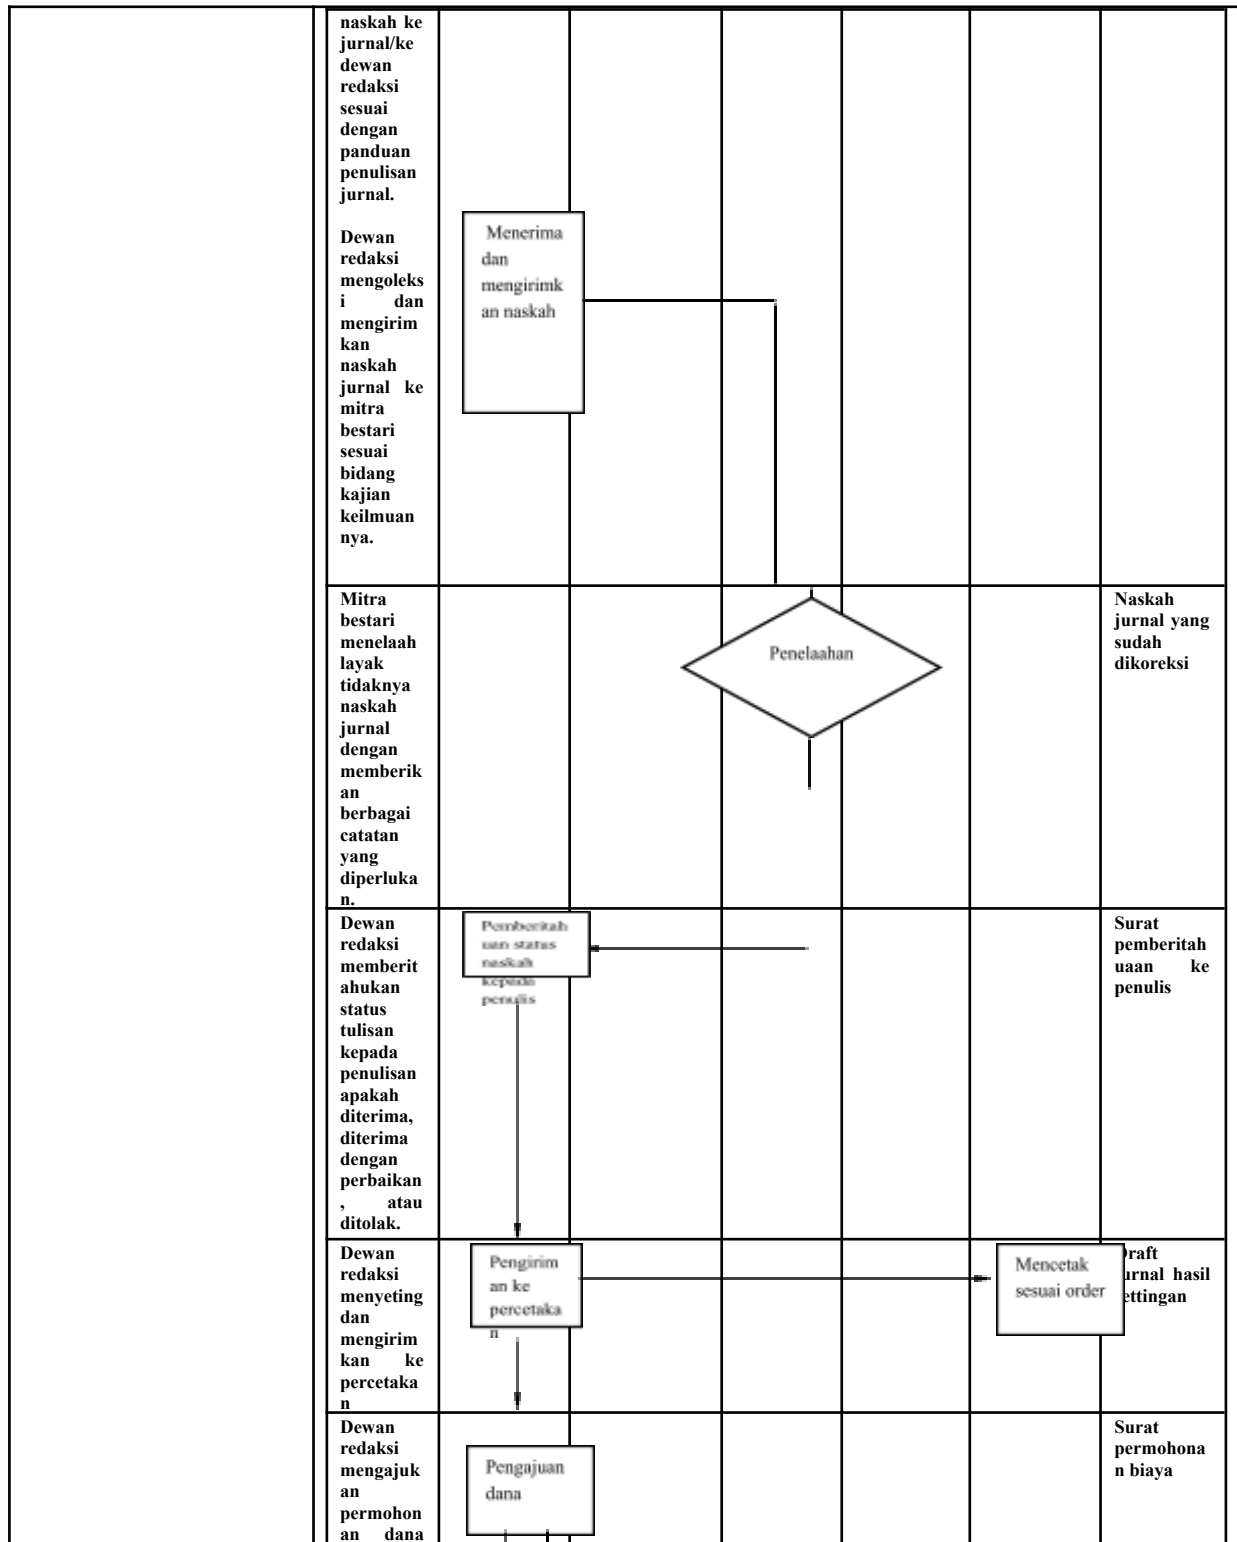 naskah ke
jurnal/ke
dewan
redaksi
sesuai
dengan
panduan
penulisan
jurnal.
Dewan
redaksi
mengoleks
i dan
mengirim
kan
naskah
jurnal ke
mitra
bestari
sesuai
bidang
kajian
keilmuan
nya.
Menerima
dan
mengirimk
an naskah
Mitra
bestari
menelaah
layak
tidaknya
naskah
jurnal
dengan
memberik
an
berbagai
catatan
yang
diperluka
n.
Penelaahan
Naskah
jurnal yang
sudah
dikoreksi
Dewan
redaksi
memberit
ahukan
status
tulisan
kepada
penulisan
apakah
diterima,
diterima
dengan
perbaikan
, atau
ditolak.
Pemberitah
uan status
naskah
kepada
penulis
Surat
pemberitah
uaan ke
penulis
Dewan
redaksi
menyeting
dan
mengirim
kan ke
percetaka
n
Pengirim
an ke
percetaka
n
Mencetak
sesuai order
Draft
jurnal hasil
settingan
Dewan
redaksi
mengajuk
an
permohon
an dana
Pengajuan
dana
Surat
permohona
n biaya